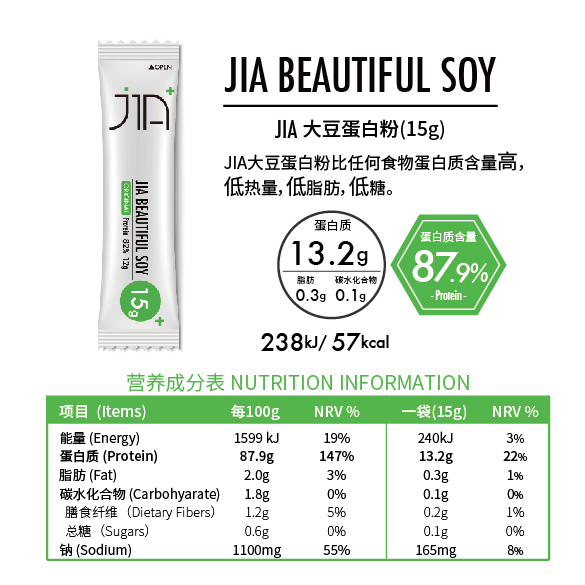 ▲OPEN
JIA+
JIA BEAUTIFUL SOY
Protein 82% 12g
15g
JIA BEAUTIFUL SOY
JIA 大豆蛋白粉(15g)
JIA大豆蛋白粉比任何食物蛋白质含量高，
低热量，低脂肪，低糖。
蛋白质
13.2g
脂肪 碳水化合物
0.3g 0.1g
蛋白质含量
87.9%
- Protein -
238kJ/ 57kcal
营养成分表 NUTRITION INFORMATION
项目 (Items) 每100g NRV % 一袋(15g) NRV %
能量 (Energy) 1599 kJ 19% 240kJ 3%
蛋白质 (Protein) 87.9g 147% 13.2g 22%
脂肪 (Fat) 2.0g 3% 0.3g 1%
碳水化合物 (Carbohyarate) 1.8g 0% 0.1g 0%
膳食纤维（Dietary Fibers） 1.2g 5% 0.2g 1%
总糖（Sugars） 0.6g 0% 0.1g 0%
钠 (Sodium) 1100mg 55% 165mg 8%